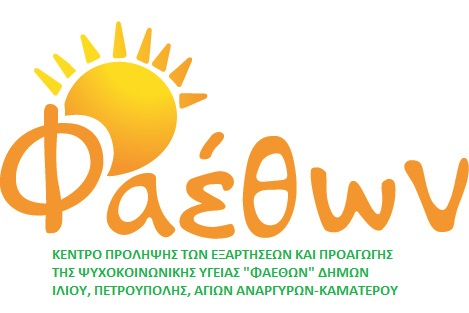 Φαέθων
ΚΕΝΤΡΟ ΠΡΟΛΗΨΗΣ ΤΩΝ ΕΞΑΡΤΗΣΕΩΝ ΚΑΙ ΠΡΟΑΓΩΓΗΣ
ΤΗΣ ΨΥΧΟΚΟΙΝΩΝΙΚΗΣ ΥΓΕΙΑΣ "ΦΑΕΘΩΝ" ΔΗΜΩΝ
ΙΛΙΟΥ, ΠΕΤΡΟΥΠΟΛΗΣ, ΑΓΙΩΝ ΑΝΑΡΓΥΡΩΝ-ΚΑΜΑΤΕΡΟΥ